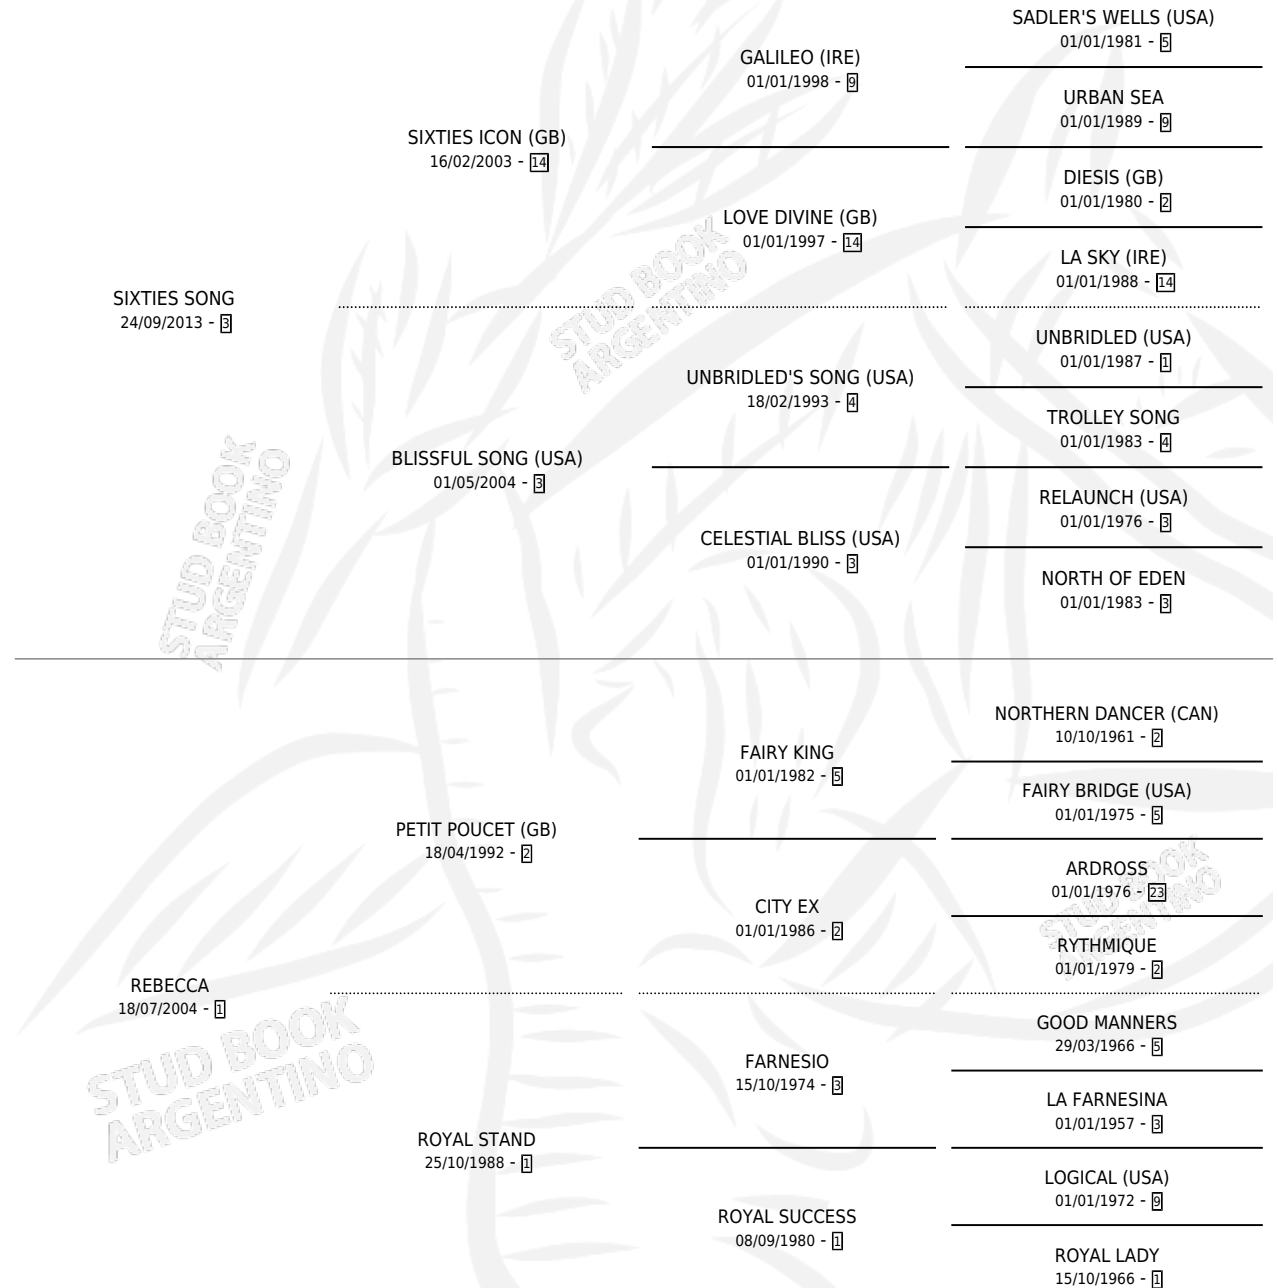 SADLER'S WELLS (USA)
01/01/1981 - 5
GALILEO (IRE)
01/01/1998 - 9
URBAN SEA
01/01/1989 - 9
SIXTIES ICON (GB)
16/02/2003 - 14
DIESIS (GB)
01/01/1980 - 2
LOVE DIVINE (GB)
01/01/1997 - 14
LA SKY (IRE)
01/01/1988 - 14
SIXTIES SONG
24/09/2013 - 3
STUD BOOK
ARGENTINO
UNBRIDLED (USA)
01/01/1987 - 1
UNBRIDLED'S SONG (USA)
18/02/1993 - 4
TROLLEY SONG
01/01/1983 - 4
BLISSFUL SONG (USA)
01/05/2004 - 3
RELAUNCH (USA)
01/01/1976 - 3
CELESTIAL BLISS (USA)
01/01/1990 - 3
NORTH OF EDEN
01/01/1983 - 3
STUD BOOK
ARGENTINO
NORTHERN DANCER (CAN)
10/10/1961 - 2
FAIRY KING
01/01/1982 - 5
FAIRY BRIDGE (USA)
01/01/1975 - 5
PETIT POUCET (GB)
18/04/1992 - 2
ARDROSS
01/01/1976 - 23
CITY EX
01/01/1986 - 2
RYTHMIQUE
01/01/1979 - 2
STUD BOOK
ARGENTINO
REBECCA
18/07/2004 - 1
STUD BOOK
ARGENTINO
GOOD MANNERS
29/03/1966 - 5
FARNESIO
15/10/1974 - 3
LA FARNESINA
01/01/1957 - 3
ROYAL STAND
25/10/1988 - 1
LOGICAL (USA)
01/01/1972 - 9
ROYAL SUCCESS
08/09/1980 - 1
ROYAL LADY
15/10/1966 - 1